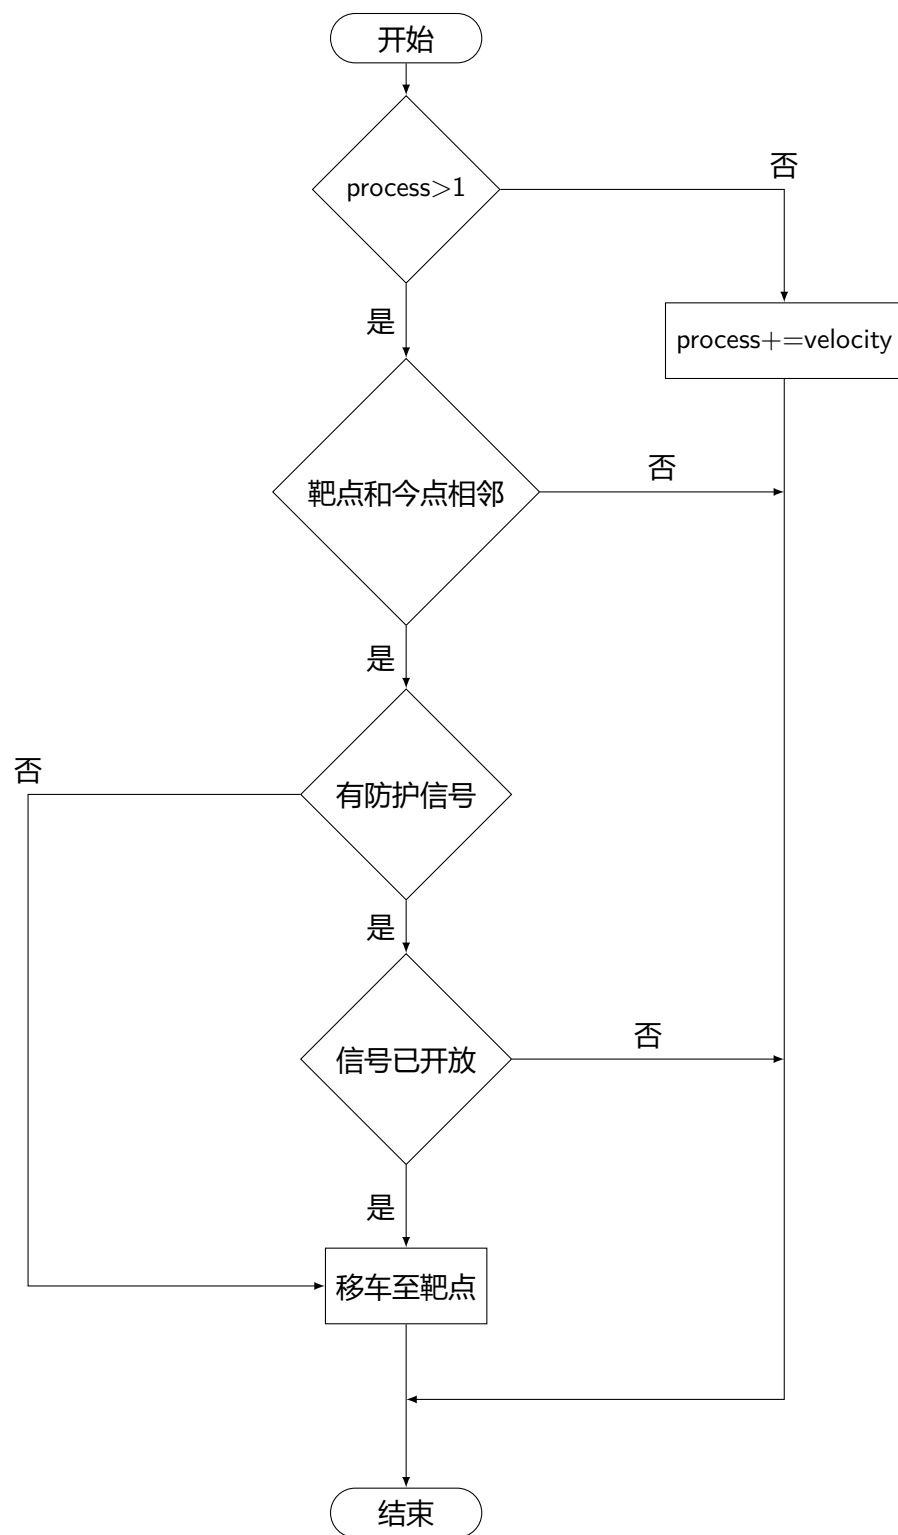 开始
process>1
否
是
process+=velocity
靶点和今点相邻
否
是
否
有防护信号
是
信号已开放
否
是
移车至靶点
结束